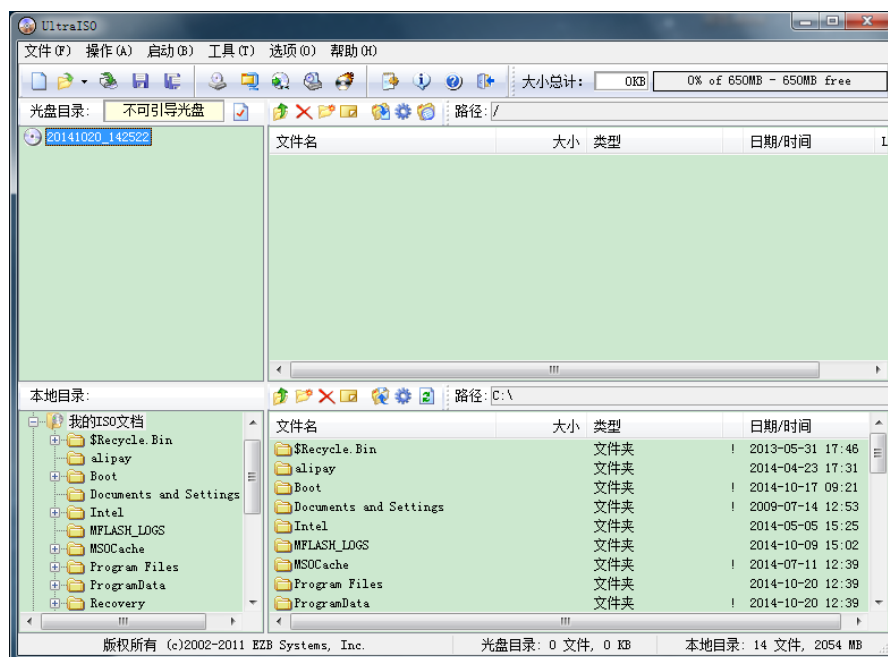 UltraISO
文件(F) 操作(A) 启动(B) 工具(T) 选项(O) 帮助(H)
大小总计: 0KB 0% of 650MB - 650MB free
光盘目录: 不可引导光盘 路径: /
20141020_142522
文件名 大小 类型 日期/时间 L
本地目录: 路径: C:\
我的ISO文档
$Recycle.Bin
alipay
Boot
Documents and Settings
Intel
MFLASH_LOGS
MSOCache
Program Files
ProgramData
Recovery
文件名 大小 类型 日期/时间
$Recycle.Bin 文件夹 ! 2013-05-31 17:46
alipay 文件夹 2014-04-23 17:31
Boot 文件夹 ! 2014-10-17 09:21
Documents and Settings 文件夹 ! 2009-07-14 12:53
Intel 文件夹 2014-05-05 15:25
MFLASH_LOGS 文件夹 2014-10-09 15:02
MSOCache 文件夹 ! 2014-07-11 12:39
Program Files 文件夹 2014-10-20 12:39
ProgramData 文件夹 ! 2014-10-20 12:39
版权所有 (c)2002-2011 EZB Systems, Inc. 光盘目录: 0 文件, 0 KB 本地目录: 14 文件, 2054 MB